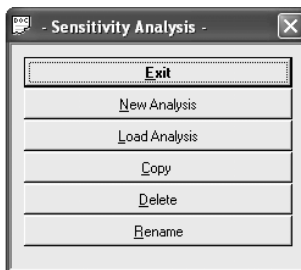 - Sensitivity Analysis -
Exit
New Analysis
Load Analysis
Copy
Delete
Rename